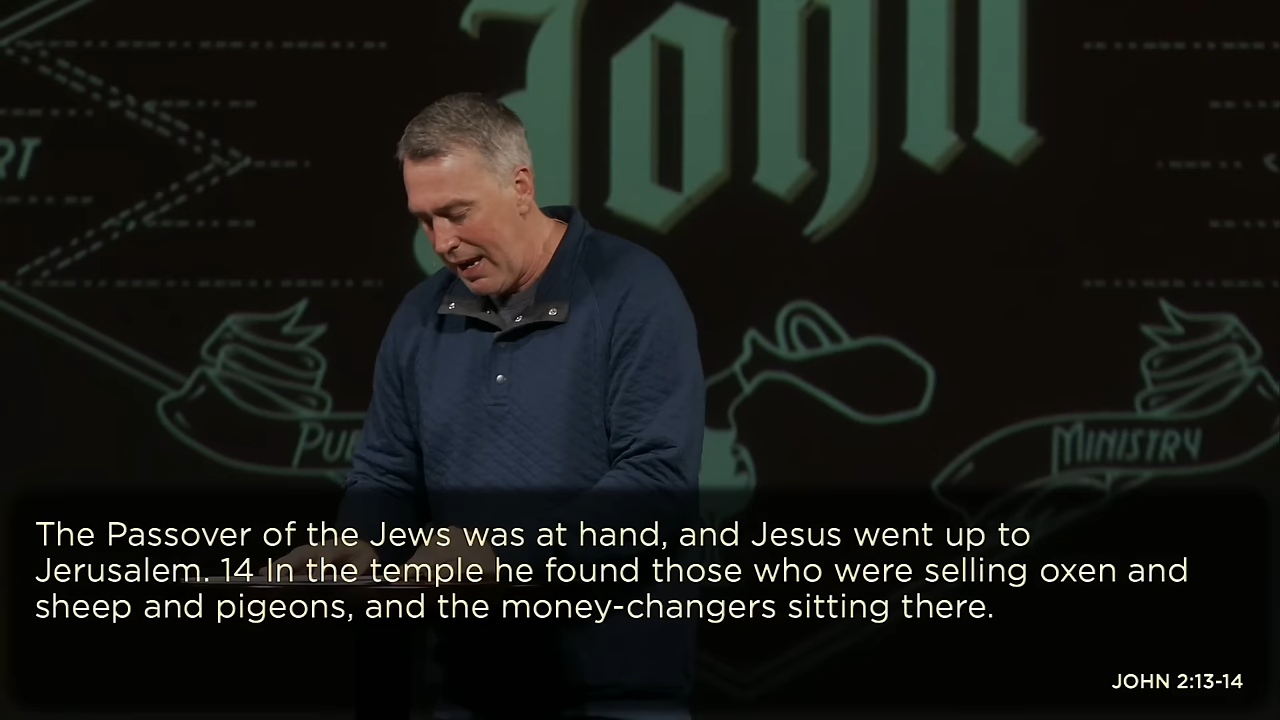 John
RT
Ministry
The Passover of the Jews was at hand, and Jesus went up to
Jerusalem. 14 In the temple he found those who were selling oxen and
sheep and pigeons, and the money-changers sitting there.
JOHN 2:13-14